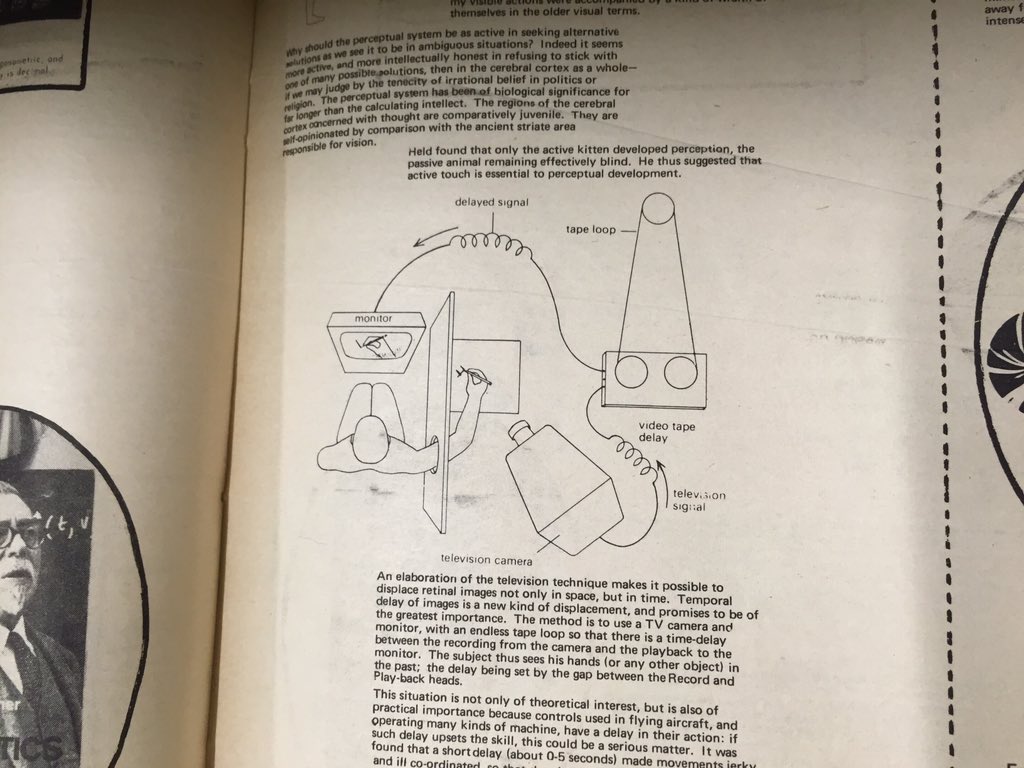 my visible actions were accompanied by a kind of
themselves in the older visual terms.
Why should the perceptual system be as active in seeking alternative
solutions as we see it to be in ambiguous situations? Indeed it seems
more active, and more intellectually honest in refusing to stick with
one of many possible solutions, then in the cerebral cortex as a whole—
if we may judge by the tenecity of irrational belief in politics or
religion. The perceptual system has been of biological significance for
far longer than the calculating intellect. The regions of the cerebral
cortex concerned with thought are comparatively juvenile. They are
self-opinionated by comparison with the ancient striate area
responsible for vision.
Held found that only the active kitten developed perception, the
passive animal remaining effectively blind. He thus suggested that
active touch is essential to perceptual development.
delayed signal
tape loop
monitor
video tape
delay
television
signal
television camera
An elaboration of the television technique makes it possible to
displace retinal images not only in space, but in time. Temporal
delay of images is a new kind of displacement, and promises to be of
the greatest importance. The method is to use a TV camera and
monitor, with an endless tape loop so that there is a time-delay
between the recording from the camera and the playback to the
monitor. The subject thus sees his hands (or any other object) in
the past; the delay being set by the gap between the Record and
Play-back heads.
This situation is not only of theoretical interest, but is also of
practical importance because controls used in flying aircraft, and
operating many kinds of machine, have a delay in their action: if
such delay upsets the skill, this could be a serious matter. It was
found that a short delay (about 0-5 seconds) made movements jerky
and ill co-ordinated, so that
and
is decimal.
away
intense
(t, v
ner
TICS